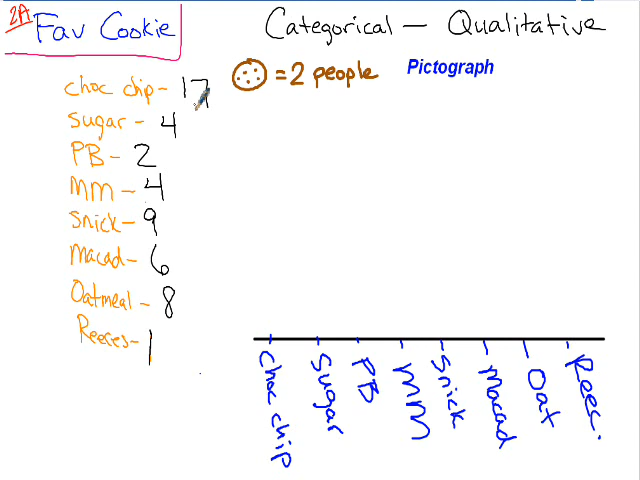 2A
Fav Cookie
Categorical – Qualitative
= 2 people
Pictograph
choc chip – 17
sugar - 4
PB – 2
MM – 4
Snick – 9
Macad – 6
Oatmeal – 8
Reeces – 1
choc chip
Sugar
PB
MM
Snick
Macad
Oat
Reec.